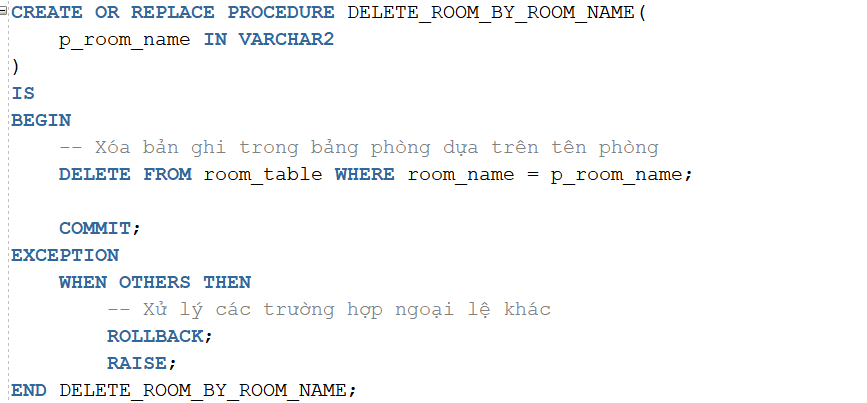 CREATE OR REPLACE PROCEDURE DELETE_ROOM_BY_ROOM_NAME(
    p_room_name IN VARCHAR2
)
IS
BEGIN
    -- Xóa bản ghi trong bảng phòng dựa trên tên phòng
    DELETE FROM room_table WHERE room_name = p_room_name;
    COMMIT;
EXCEPTION
    WHEN OTHERS THEN
        -- Xử lý các trường hợp ngoại lệ khác
        ROLLBACK;
        RAISE;
END DELETE_ROOM_BY_ROOM_NAME;